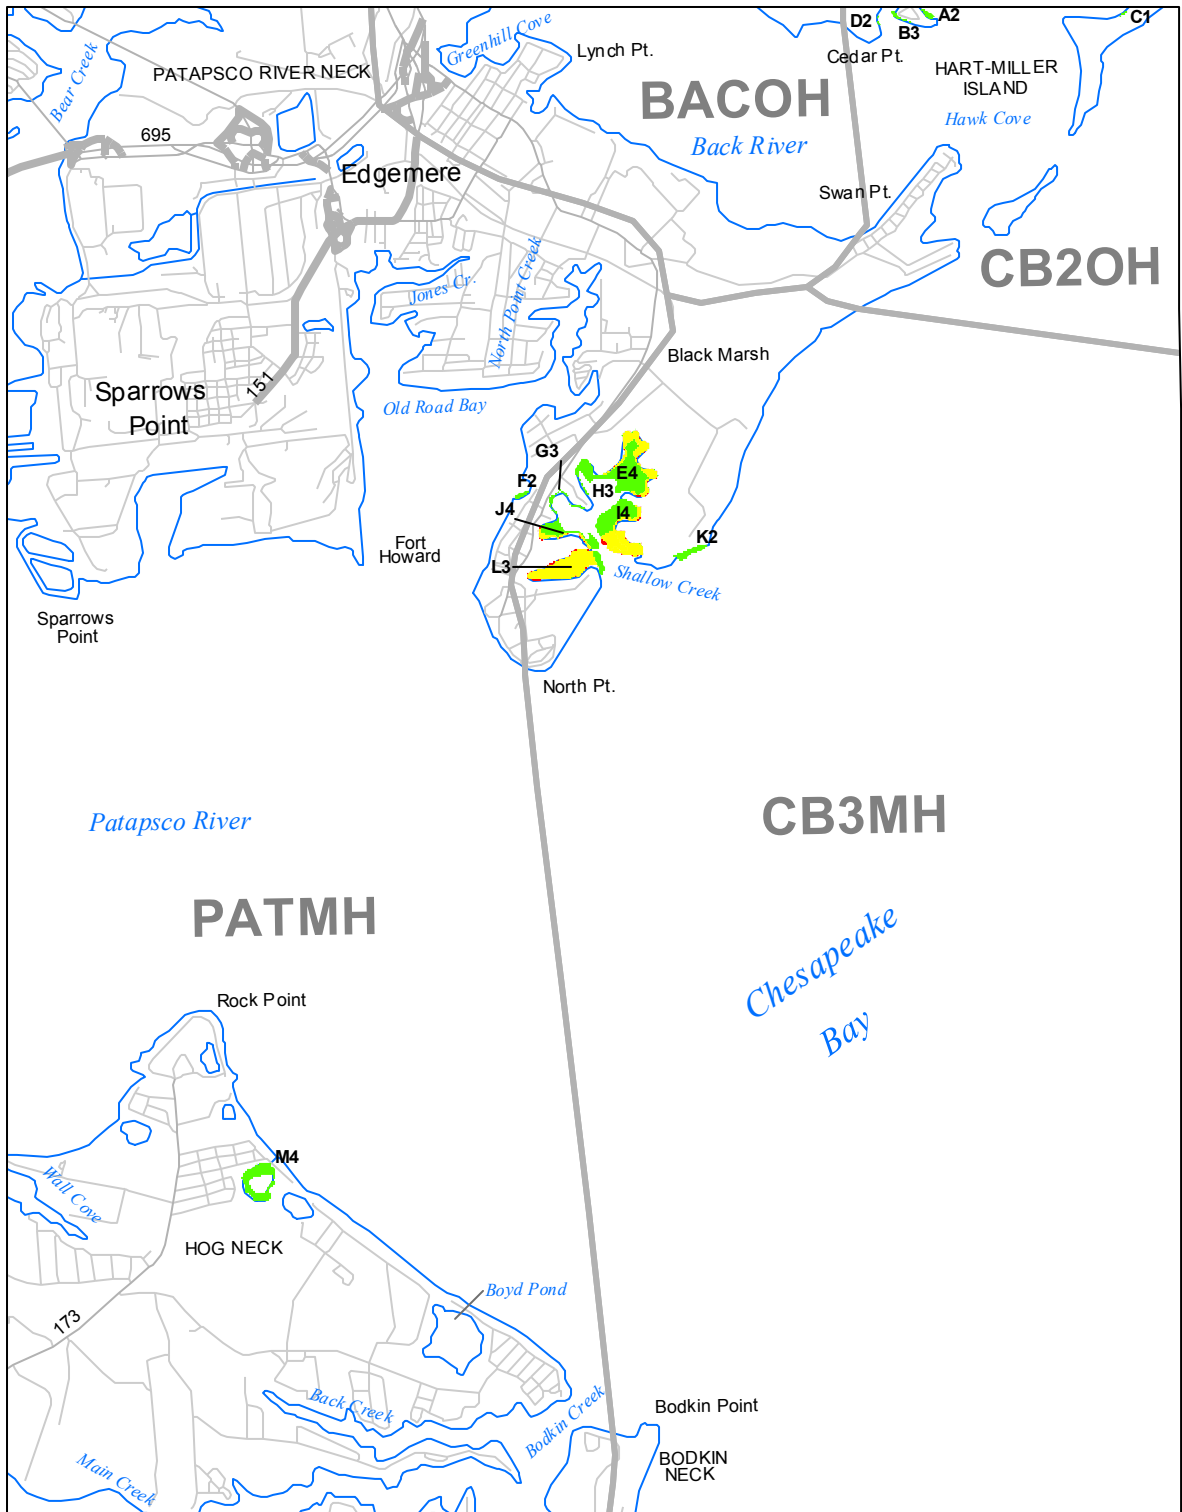 D2
A2
B3
C1
Greenhill Cove
Lynch Pt.
Cedar Pt.
Bear Creek
PATAPSCO RIVER NECK
HART-MILLER
ISLAND
BACOH
Hawk Cove
695
Back River
Edgemere
Swan Pt.
CB2OH
Jones Cr.
North Point Creek
Black Marsh
151
Sparrows
Point
Old Road Bay
G3
E4
F2
H3
J4
I4
K2
Fort
Howard
L3
Shallow Creek
Sparrows
Point
North Pt.
CB3MH
Patapsco River
PATMH
Chesapeake
Bay
Rock Point
M4
Wall Cove
HOG NECK
Boyd Pond
173
Back Creek
Bodkin Creek
Bodkin Point
Main Creek
BODKIN
NECK